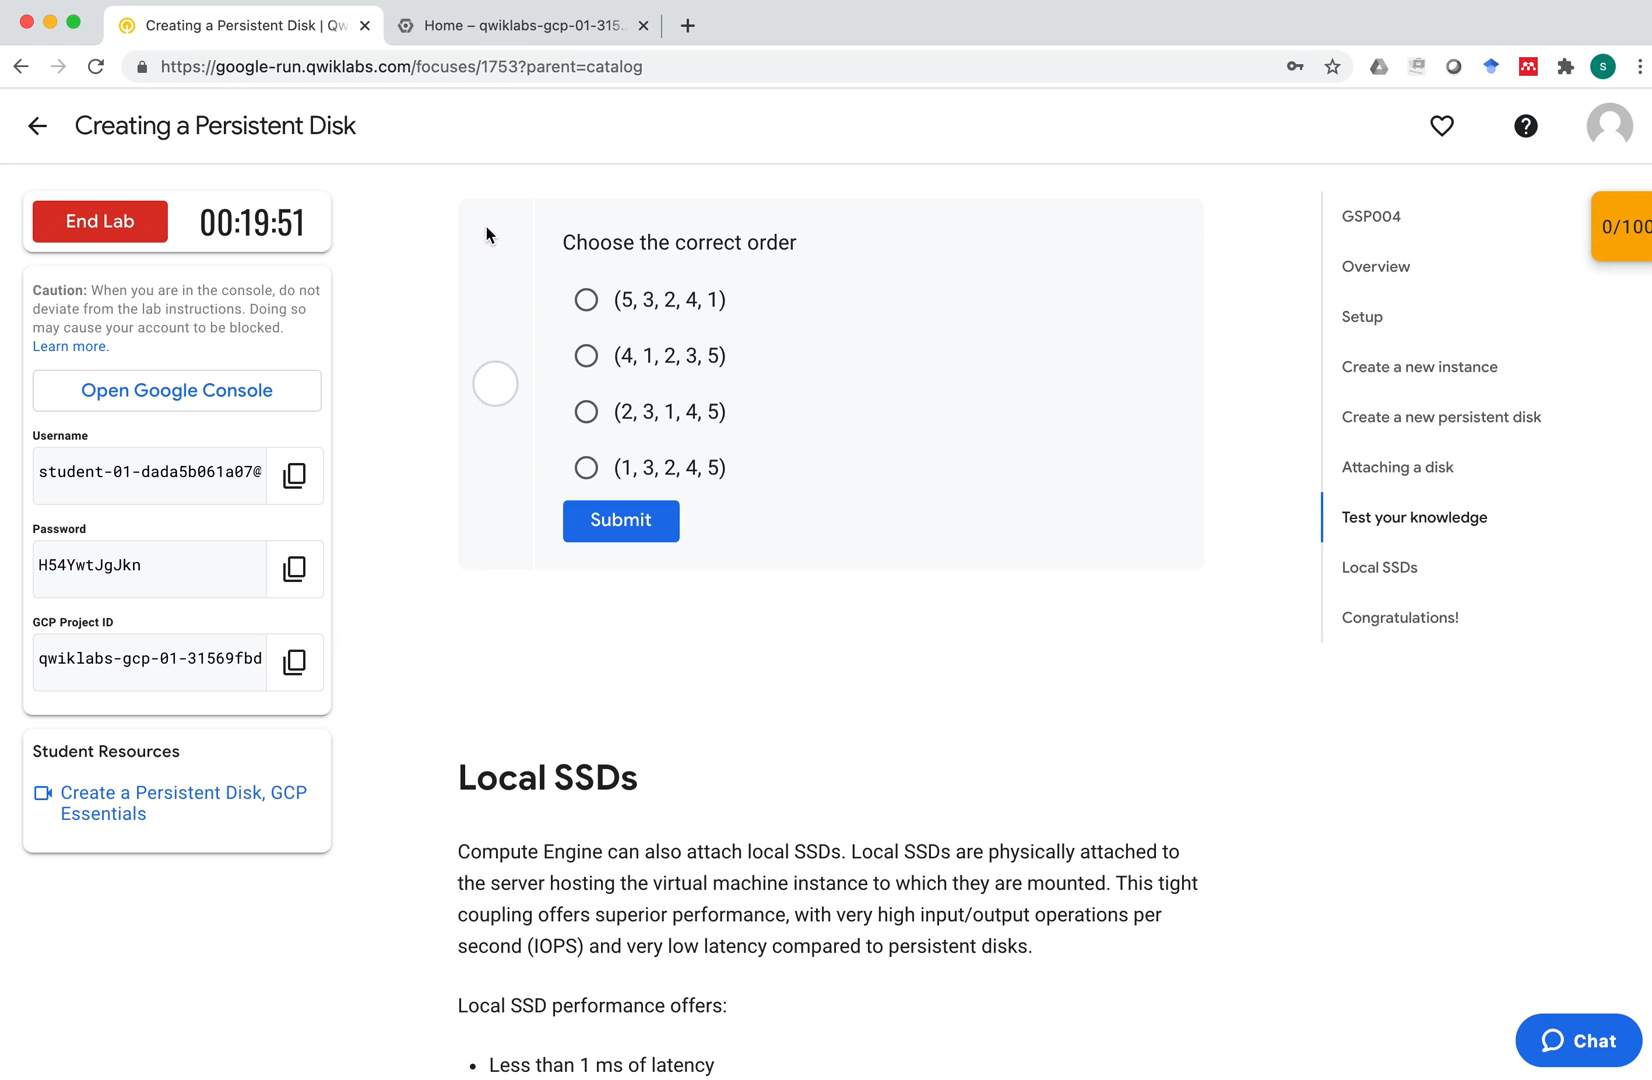 Creating a Persistent Disk | Qw
Home – qwiklabs-gcp-01-315..
https://google-run.qwiklabs.com/focuses/1753?parent=catalog
S
Creating a Persistent Disk
End Lab
00:19:51
Caution: When you are in the console, do not
deviate from the lab instructions. Doing so
may cause your account to be blocked.
Learn more.
Open Google Console
Username
student-01-dada5b061a07@
Password
H54YwtJgJkn
GCP Project ID
qwiklabs-gcp-01-31569fbd
Student Resources
Create a Persistent Disk, GCP
Essentials
Choose the correct order
(5, 3, 2, 4, 1)
(4, 1, 2, 3, 5)
(2, 3, 1, 4, 5)
(1, 3, 2, 4, 5)
Submit
Local SSDs
Compute Engine can also attach local SSDs. Local SSDs are physically attached to
the server hosting the virtual machine instance to which they are mounted. This tight
coupling offers superior performance, with very high input/output operations per
second (IOPS) and very low latency compared to persistent disks.
Local SSD performance offers:
• Less than 1 ms of latency
GSP004
Overview
Setup
Create a new instance
Create a new persistent disk
Attaching a disk
Test your knowledge
Local SSDs
Congratulations!
0/100
Chat